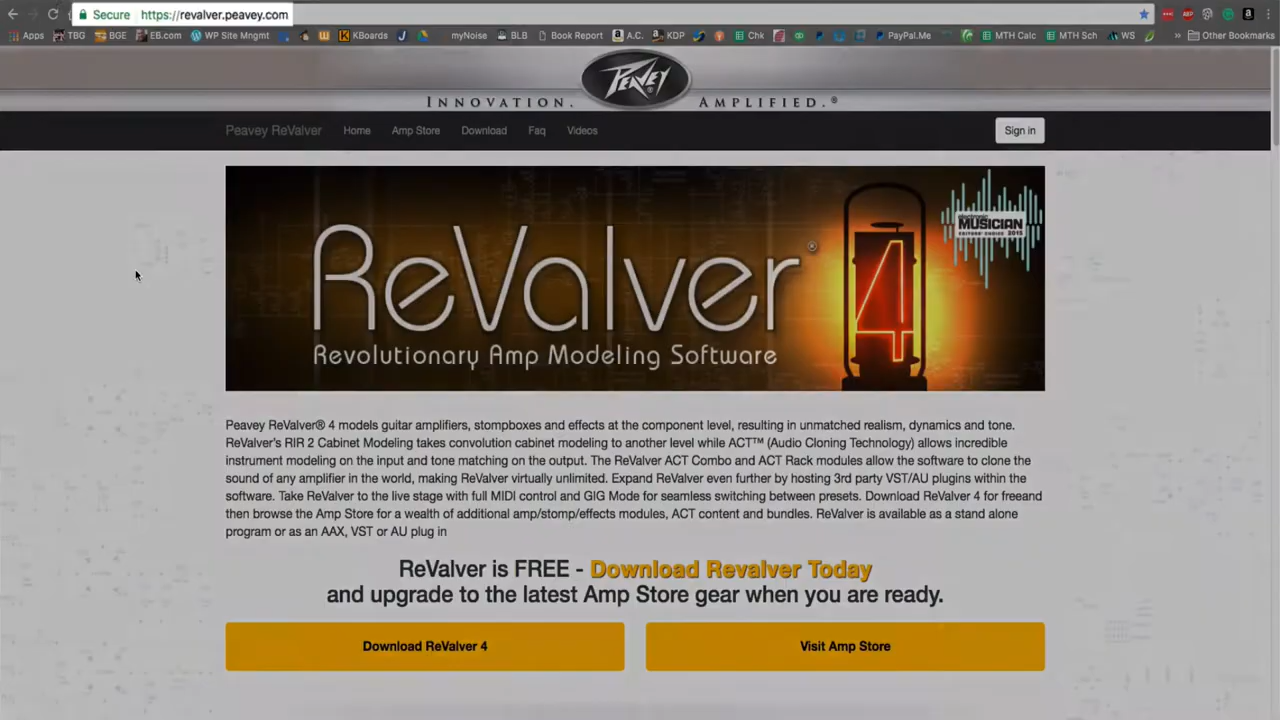 Secure https://revalver.peavey.com
Apps TBG BGE EB.com WP Site Mngmt KBoards myNoise BLB Book Report A.C. KDP Chk PayPal.Me MTH Calc MTH Sch WS » Other Bookmarks
PEAVEY®
INNOVATION. AMPLIFIED.®
Peavey ReValver Home Amp Store Download Faq Videos Sign in
electronic
MUSICIAN
EDITORS' CHOICE 2015
ReValver® 4
Revolutionary Amp Modeling Software
Peavey ReValver® 4 models guitar amplifiers, stompboxes and effects at the component level, resulting in unmatched realism, dynamics and tone.
ReValver's RIR 2 Cabinet Modeling takes convolution cabinet modeling to another level while ACT™ (Audio Cloning Technology) allows incredible
instrument modeling on the input and tone matching on the output. The ReValver ACT Combo and ACT Rack modules allow the software to clone the
sound of any amplifier in the world, making ReValver virtually unlimited. Expand ReValver even further by hosting 3rd party VST/AU plugins within the
software. Take ReValver to the live stage with full MIDI control and GIG Mode for seamless switching between presets. Download ReValver 4 for freeand
then browse the Amp Store for a wealth of additional amp/stomp/effects modules, ACT content and bundles. ReValver is available as a stand alone
program or as an AAX, VST or AU plug in
ReValver is FREE - Download Revalver Today
and upgrade to the latest Amp Store gear when you are ready.
Download ReValver 4 Visit Amp Store